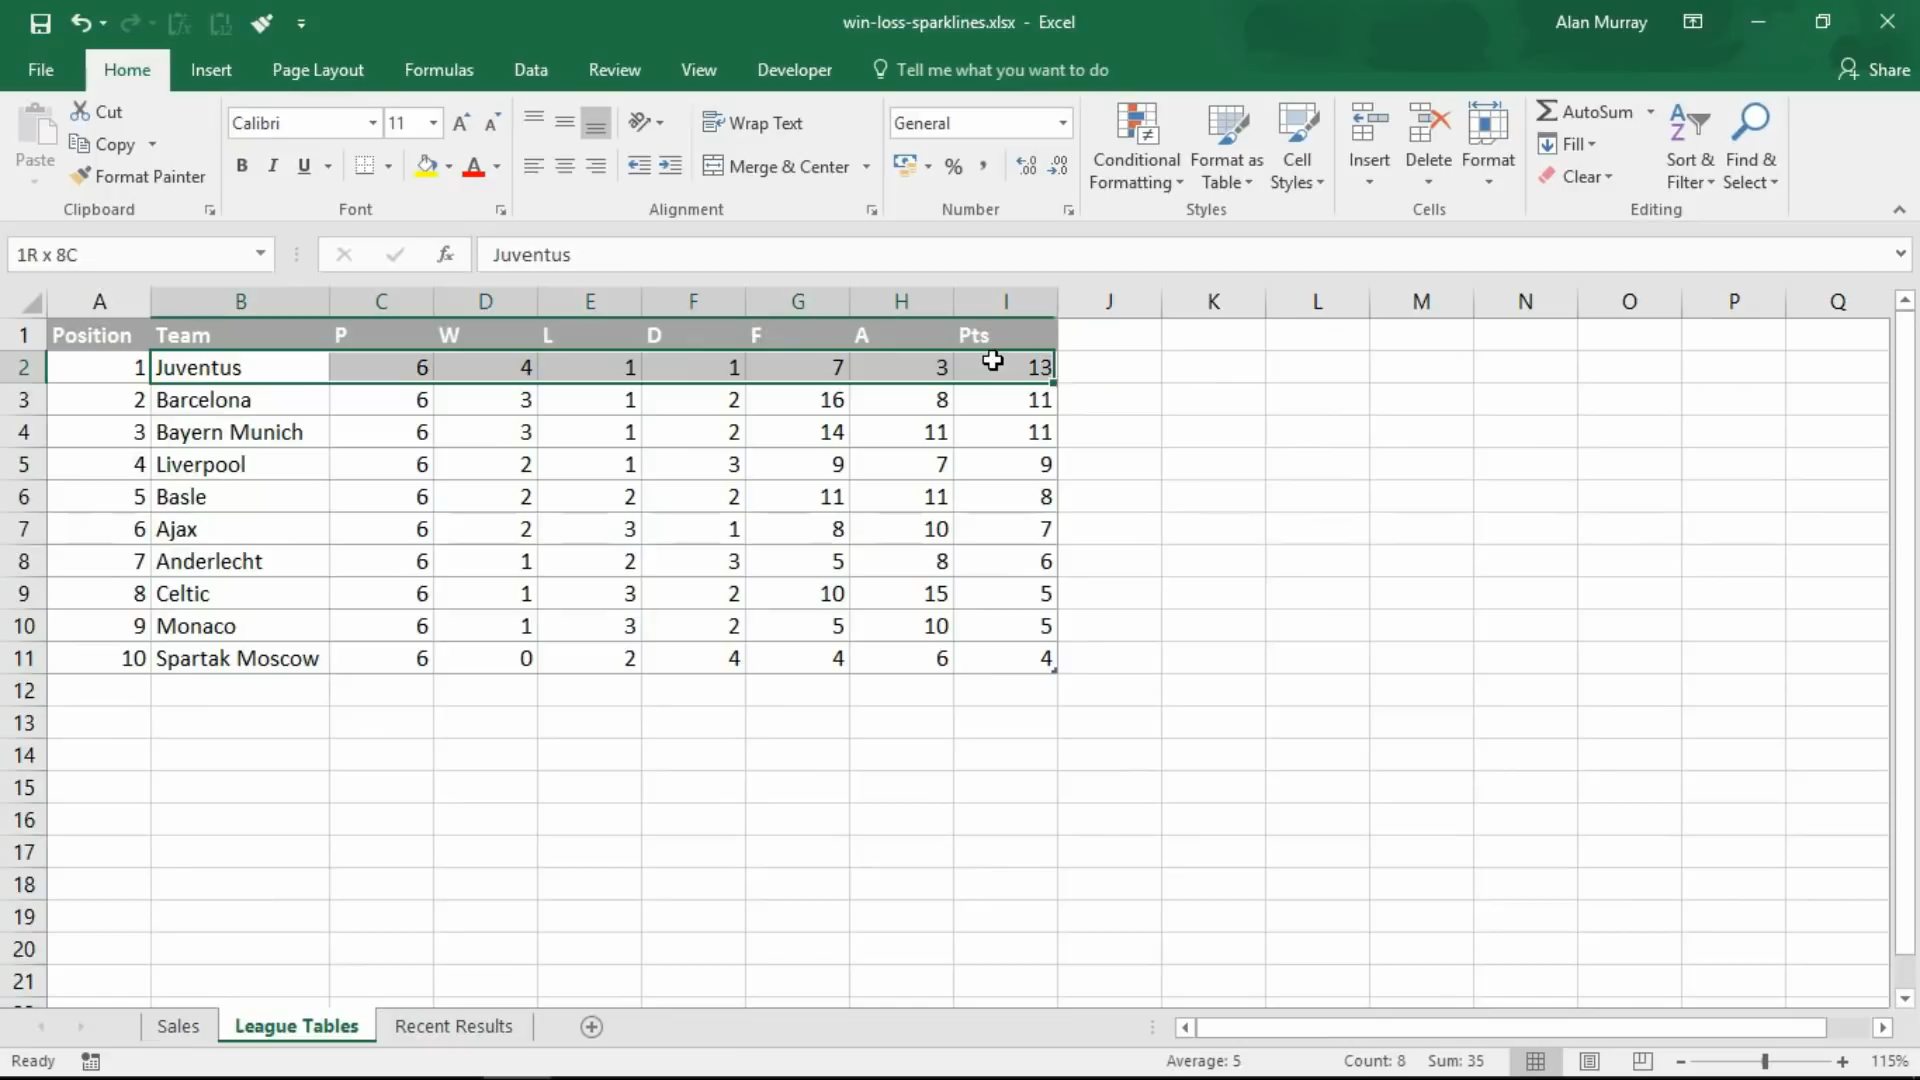 win-loss-sparklines.xlsx - Excel
Alan Murray
File Home Insert Page Layout Formulas Data Review View Developer Tell me what you want to do Share
Paste
Cut
Copy
Format Painter
Clipboard
Calibri 11
B I U A
Font
Wrap Text
Merge & Center
Alignment
General
%
Number
Conditional Formatting
Format as Table
Cell Styles
Styles
Insert
Delete
Format
Cells
AutoSum
Fill
Clear
Sort & Filter
Find & Select
Editing
1R x 8C fx Juventus
A B C D E F G H I J K L M N O P Q
1 Position Team P W L D F A Pts
2 1 Juventus 6 4 1 1 7 3 13
3 2 Barcelona 6 3 1 2 16 8 11
4 3 Bayern Munich 6 3 1 2 14 11 11
5 4 Liverpool 6 2 1 3 9 7 9
6 5 Basle 6 2 2 2 11 11 8
7 6 Ajax 6 2 3 1 8 10 7
8 7 Anderlecht 6 1 2 3 5 8 6
9 8 Celtic 6 1 3 2 10 15 5
10 9 Monaco 6 1 3 2 5 10 5
11 10 Spartak Moscow 6 0 2 4 4 6 4
12
13
14
15
16
17
18
19
20
21
Sales League Tables Recent Results
Ready Average: 5 Count: 8 Sum: 35 115%